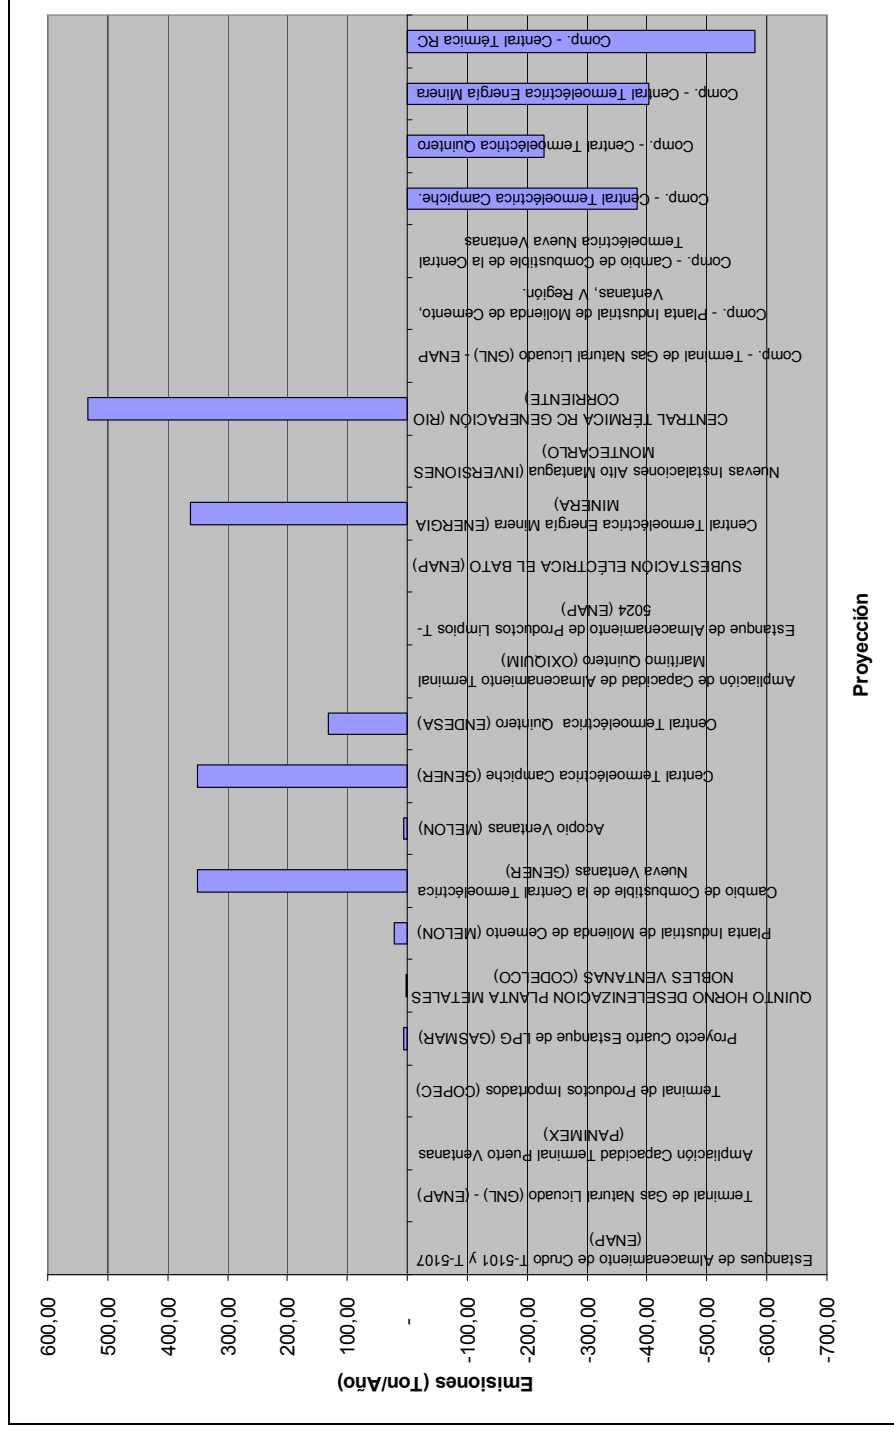 Emisiones (Ton/Año)
600,00
500,00
400,00
300,00
200,00
100,00
-
-100,00
-200,00
-300,00
-400,00
-500,00
-600,00
-700,00
Estanques de Almacenamiento de Crudo T-5101 y T-5107
(ENAP)
Terminal de Gas Natural Licuado (GNL) - (ENAP)
Ampliación Capacidad Terminal Puerto Ventanas
(PANIMEX)
Terminal de Productos Importados (COPEC)
Proyecto Cuarto Estanque de LPG (GASMAR)
QUINTO HORNO DESELENIZACION PLANTA METALES
NOBLES VENTANAS (CODELCO)
Planta Industrial de Molienda de Cemento (MELON)
Cambio de Combustible de la Central Termoeléctrica
Nueva Ventanas (GENER)
Acopio Ventanas (MELON)
Central Termoeléctrica Campiche (GENER)
Central Termoeléctrica Quintero (ENDESA)
Ampliación de Capacidad de Almacenamiento Terminal
Marítimo Quintero (OXIQUIM)
Estanque de Almacenamiento de Productos Limpios T-
5024 (ENAP)
SUBESTACIÓN ELÉCTRICA EL BATO (ENAP)
Central Termoeléctrica Energía Minera (ENERGIA
MINERA)
Nuevas Instalaciones Alto Mantagua (INVERSIONES
MONTECARLO)
CENTRAL TÉRMICA RC GENERACIÓN (RIO
CORRIENTE)
Comp. - Terminal de Gas Natural Licuado (GNL) - ENAP
Comp. - Planta Industrial de Molienda de Cemento,
Ventanas, V Región.
Comp. - Cambio de Combustible de la Central
Termoeléctrica Nueva Ventanas
Comp. - Central Termoeléctrica Campiche.
Comp. - Central Termoeléctrica Quintero
Comp. - Central Termoeléctrica Energía Minera
Comp. - Central Térmica RC
Proyección